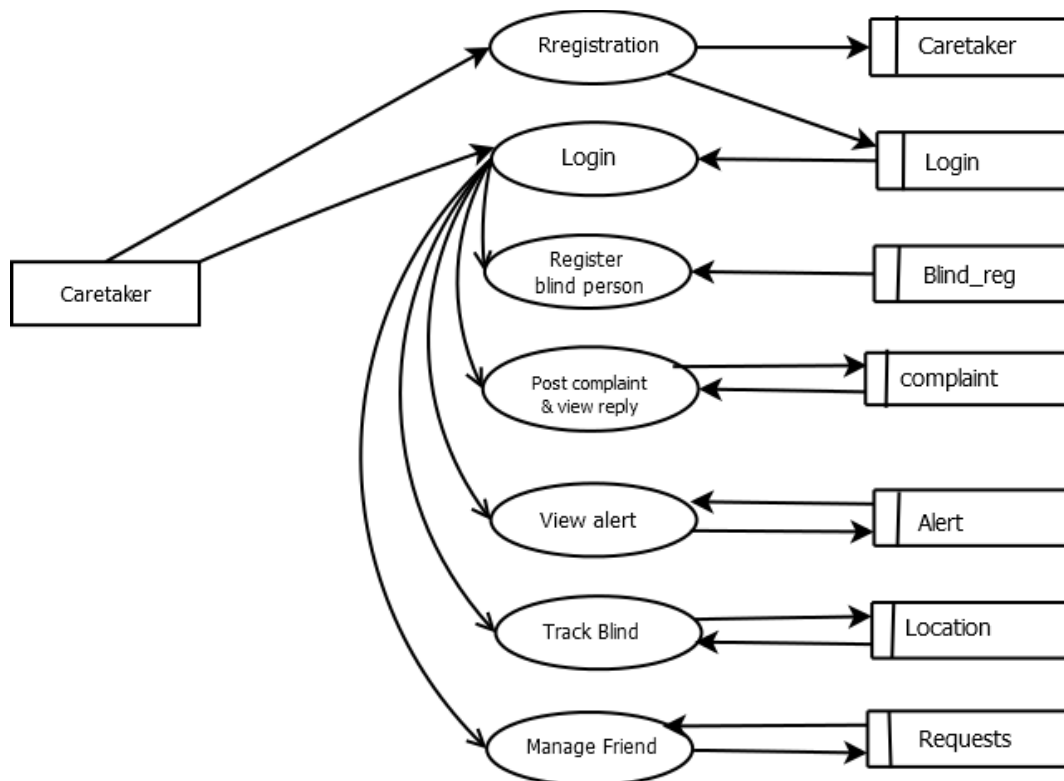 Rregistration
Caretaker
Login
Login
Caretaker
Register
blind person
Blind_reg
Post complaint
& view reply
complaint
View alert
Alert
Track Blind
Location
Manage Friend
Requests